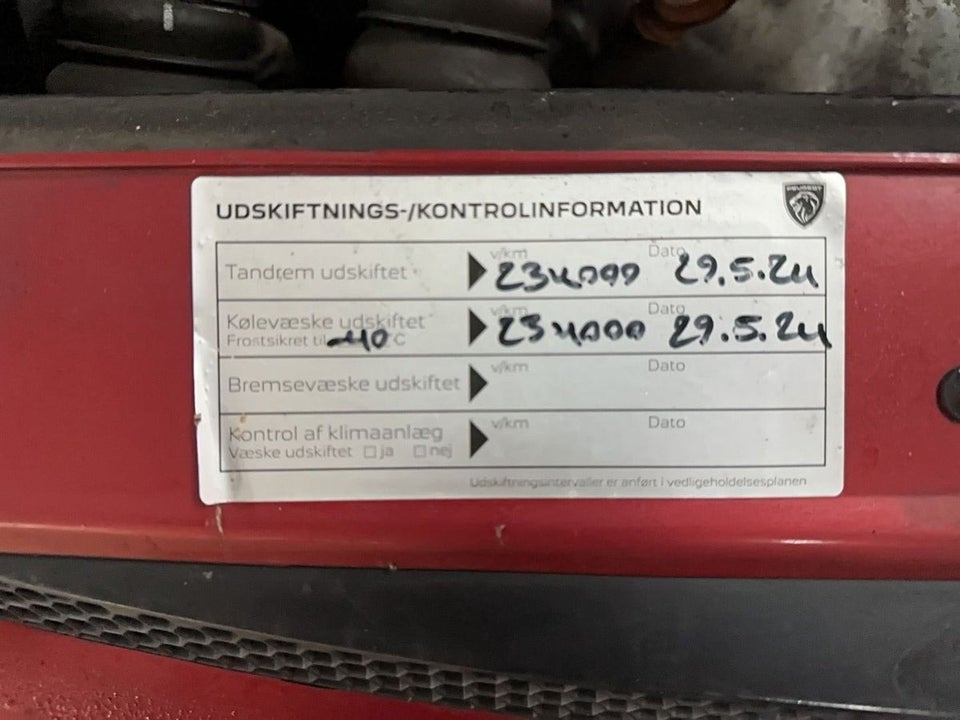 UDSKIFTNINGS-/KONTROLINFORMATION
PEUGEOT
Tandrem udskiftet v/km 234000 Dato 29.5.24
Kølevæske udskiftet v/km 234000 Dato 29.5.24
Frostsikret til -40 °C
Bremsevæske udskiftet v/km Dato
Kontrol af klimaanlæg v/km Dato
Væske udskiftet ja nej
Udskiftningsintervaller er anført i vedligeholdelsesplanen